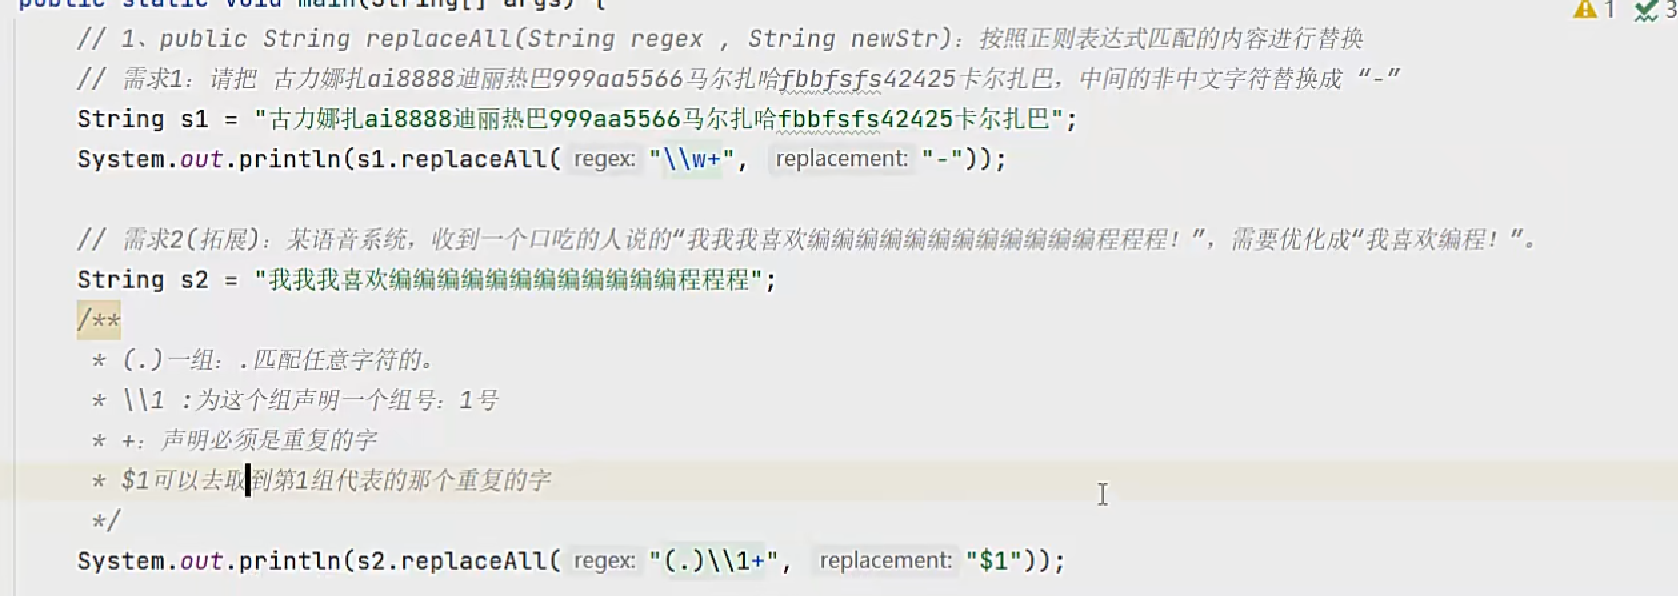 public static void main(String[] args) {
1 3
// 1、public String replaceAll(String regex , String newStr)：按照正则表达式匹配的内容进行替换
// 需求1：请把 古力娜扎ai8888迪丽热巴999aa5566马尔扎哈fbbfsfs42425卡尔扎巴，中间的非中文字符替换成 “-”
String s1 = "古力娜扎ai8888迪丽热巴999aa5566马尔扎哈fbbfsfs42425卡尔扎巴";
System.out.println(s1.replaceAll( regex: "\\w+", replacement: "-"));
// 需求2(拓展)：某语音系统，收到一个口吃的人说的“我我我喜欢编编编编编编编编编编编编程程程！”，需要优化成“我喜欢编程！”。
String s2 = "我我我喜欢编编编编编编编编编编编编程程程";
/**
* (.)一组：.匹配任意字符的。
* \\1 :为这个组声明一个组号：1号
* +：声明必须是重复的字
* $1可以去取到第1组代表的那个重复的字
*/
System.out.println(s2.replaceAll( regex: "(.)\\1+", replacement: "$1"));